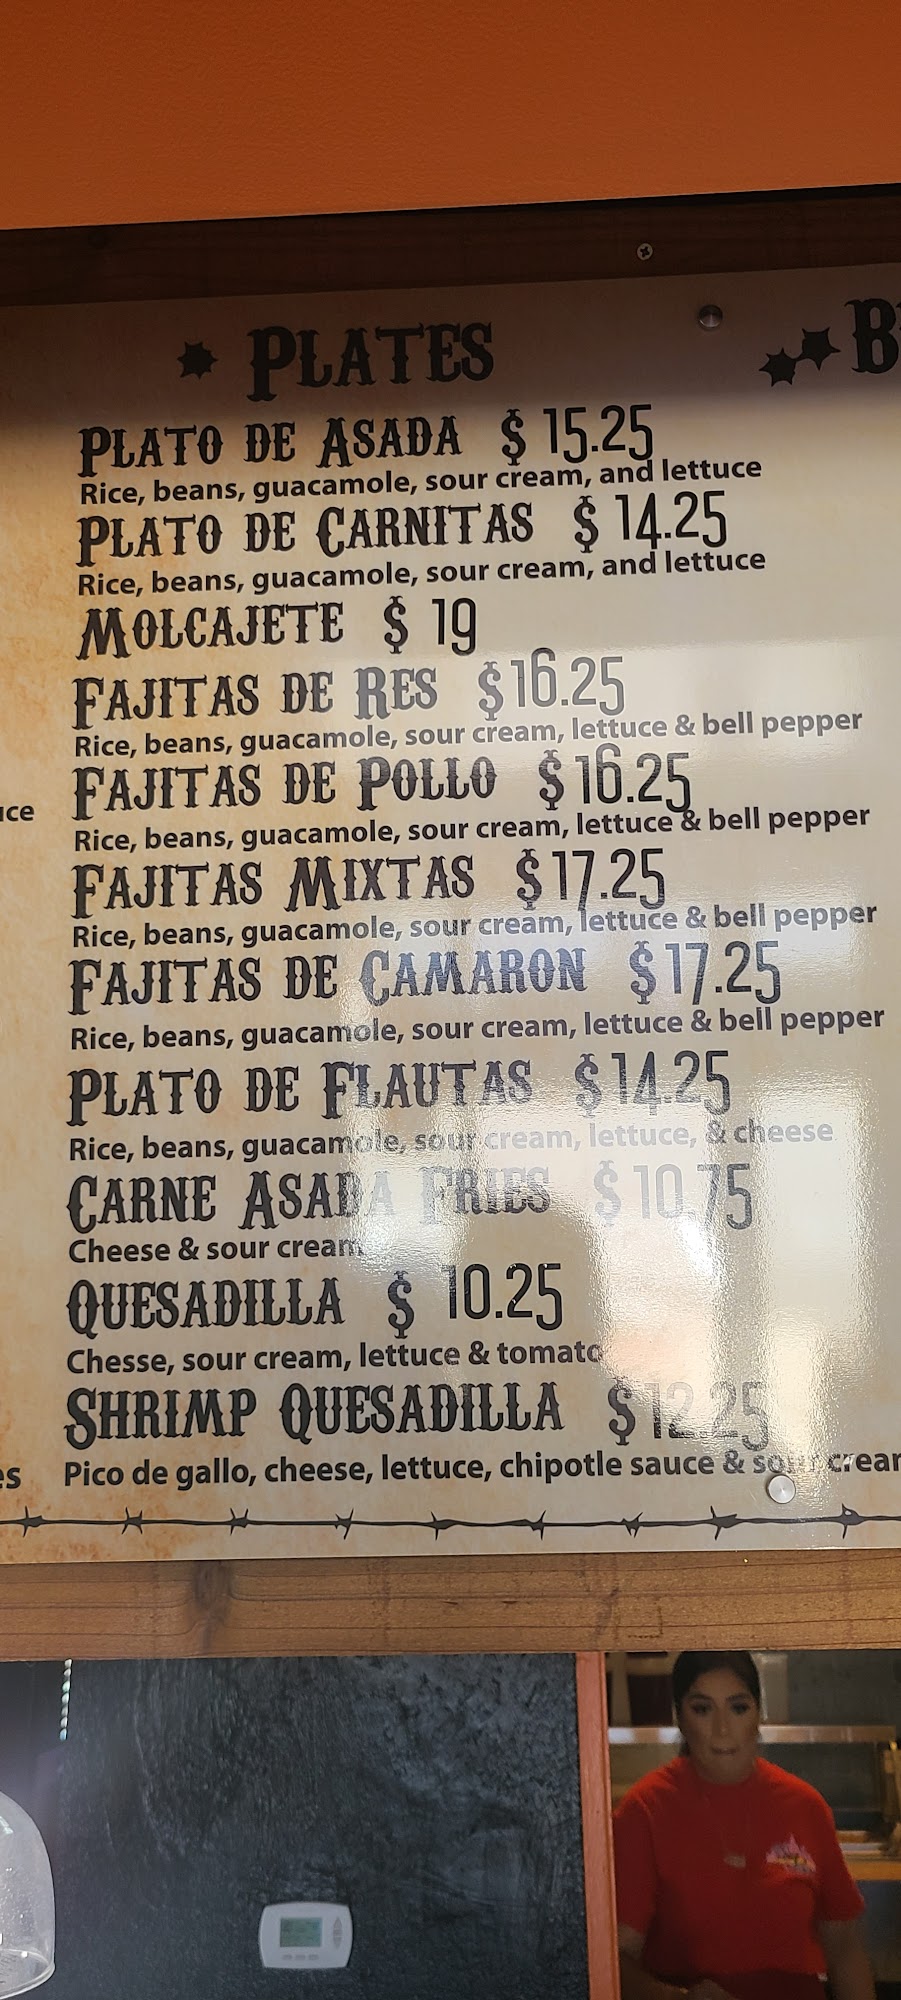 PLATES
B
PLATO DE ASADA $ 15.25
Rice, beans, guacamole, sour cream, and lettuce
PLATO DE CARNITAS $ 14.25
Rice, beans, guacamole, sour cream, and lettuce
MOLCAJETE $ 19
FAJITAS DE RES $16.25
Rice, beans, guacamole, sour cream, lettuce & bell pepper
FAJITAS DE POLLO $16.25
Rice, beans, guacamole, sour cream, lettuce & bell pepper
FAJITAS MIXTAS $17.25
Rice, beans, guacamole, sour cream, lettuce & bell pepper
FAJITAS DE CAMARON $17.25
Rice, beans, guacamole, sour cream, lettuce & bell pepper
PLATO DE FLAUTAS $14.25
Rice, beans, guacamole, sour cream, lettuce, & cheese
CARNE ASADA FRIES $10.75
Cheese & sour cream
QUESADILLA $ 10.25
Chesse, sour cream, lettuce & tomato
SHRIMP QUESADILLA $12.25
Pico de gallo, cheese, lettuce, chipotle sauce & sour cream